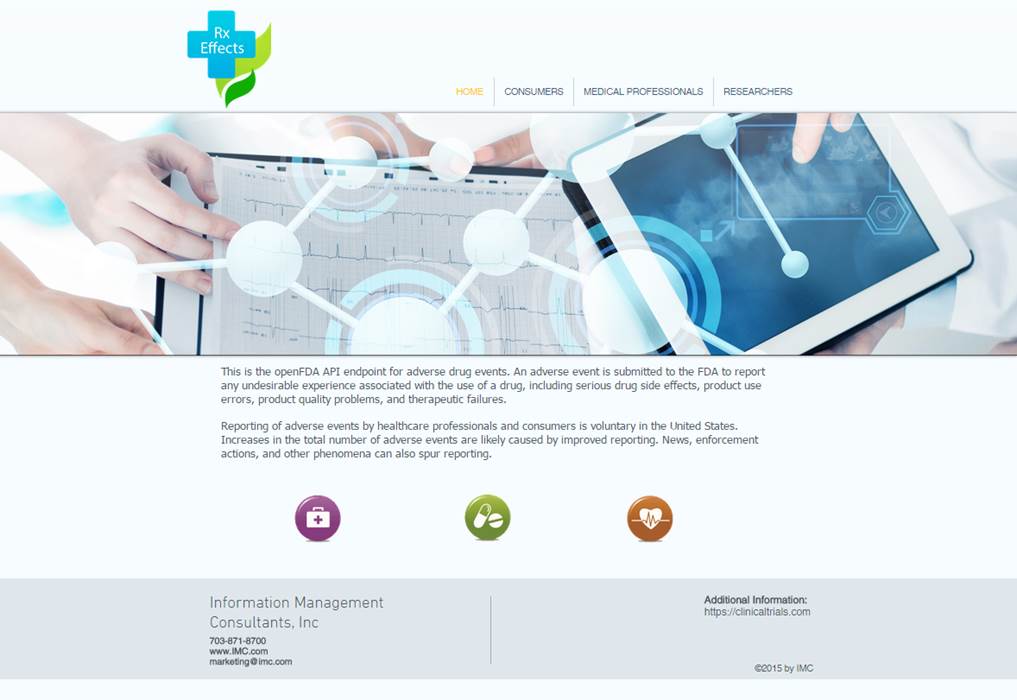 Rx
Effects
HOME
CONSUMERS
MEDICAL PROFESSIONALS
RESEARCHERS
This is the openFDA API endpoint for adverse drug events. An adverse event is submitted to the FDA to report
any undesirable experience associated with the use of a drug, including serious drug side effects, product use
errors, product quality problems, and therapeutic failures.
Reporting of adverse events by healthcare professionals and consumers is voluntary in the United States.
Increases in the total number of adverse events are likely caused by improved reporting. News, enforcement
actions, and other phenomena can also spur reporting.
Information Management
Consultants, Inc
703-871-8700
www.IMC.com
marketing@imc.com
Additional Information:
https://clinicaltrials.com
©2015 by IMC